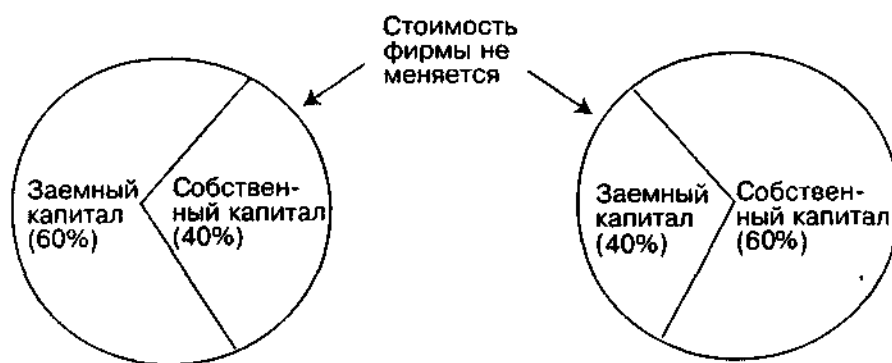 Стоимость
фирмы не
меняется
Заемный
капитал
(60%)
Собствен-
ный капитал
(40%)
Заемный
капитал
(40%)
Собствен-
ный капитал
(60%)